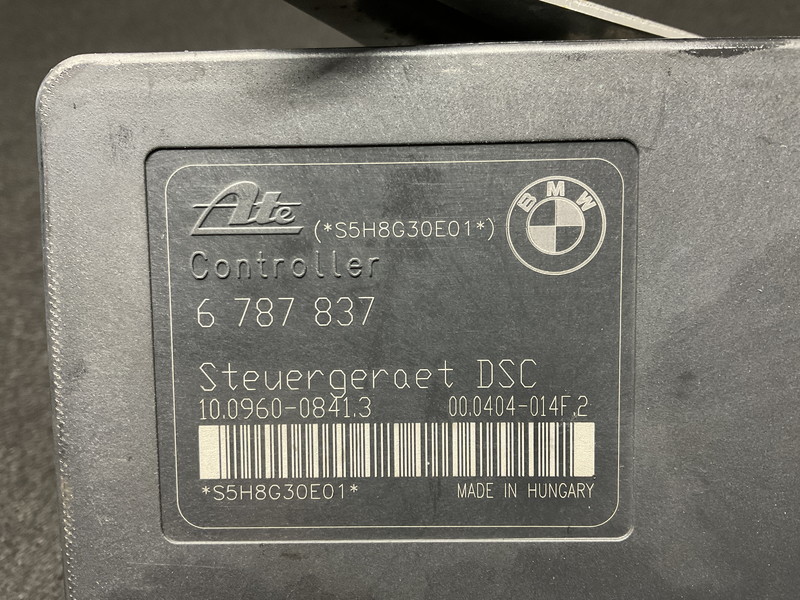 Ate
(*S5H8G30E01*)
BMW
Controller
6 787 837
Steuergeraet DSC
10.0960-0841.3 00.0404-014F.2
*S5H8G30E01* MADE IN HUNGARY